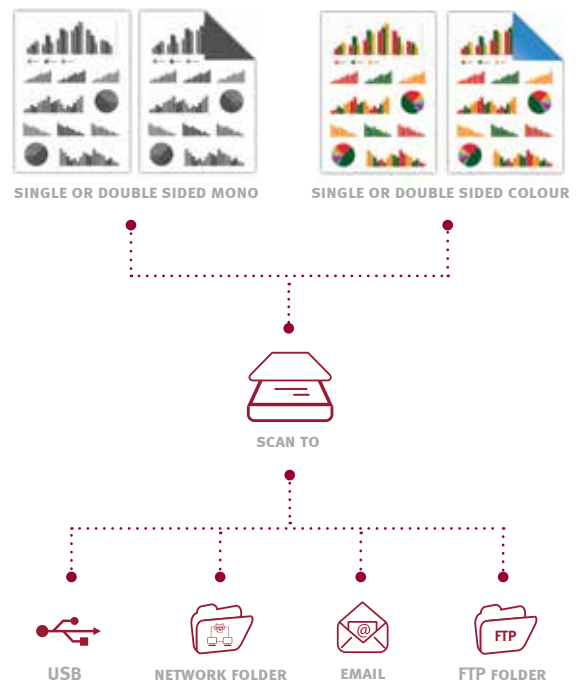 SINGLE OR DOUBLE SIDED MONO
SINGLE OR DOUBLE SIDED COLOUR
SCAN TO
@
FTP
USB
NETWORK FOLDER
EMAIL
FTP FOLDER